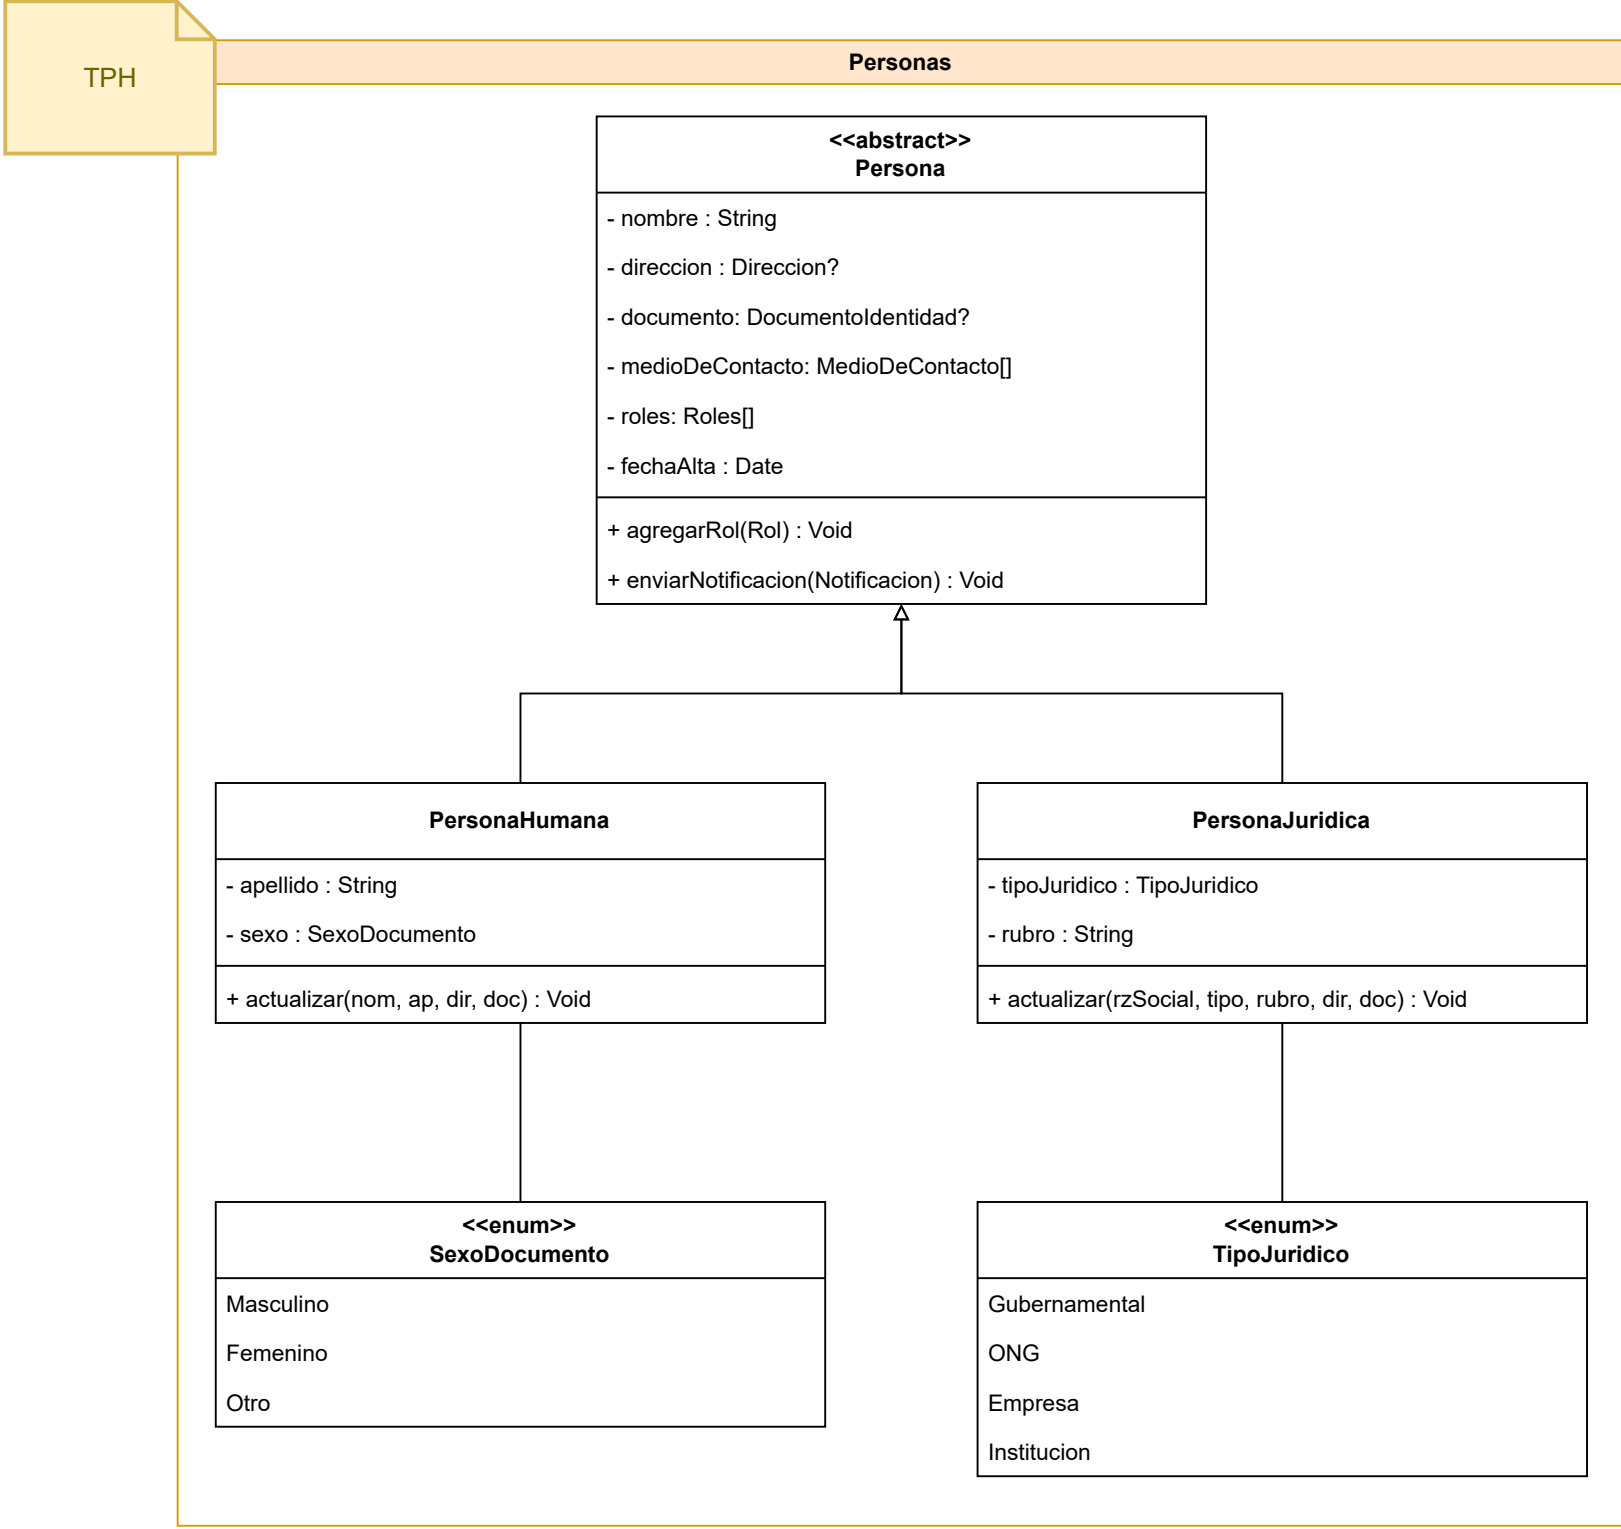 TPH
Personas
<<abstract>>
Persona
- nombre : String
- direccion : Direccion?
- documento: DocumentoIdentidad?
- medioDeContacto: MedioDeContacto[]
- roles: Roles[]
- fechaAlta : Date
+ agregarRol(Rol) : Void
+ enviarNotificacion(Notificacion) : Void
PersonaHumana
- apellido : String
- sexo : SexoDocumento
+ actualizar(nom, ap, dir, doc) : Void
PersonaJuridica
- tipoJuridico : TipoJuridico
- rubro : String
+ actualizar(rzSocial, tipo, rubro, dir, doc) : Void
<<enum>>
SexoDocumento
Masculino
Femenino
Otro
<<enum>>
TipoJuridico
Gubernamental
ONG
Empresa
Institucion